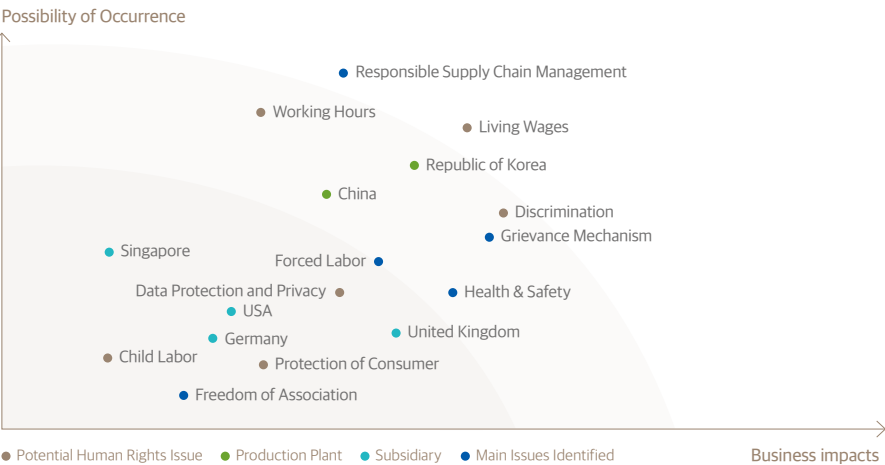 Possibility of Occurrence
Responsible Supply Chain Management
Working Hours
Living Wages
Republic of Korea
China
Discrimination
Grievance Mechanism
Singapore
Forced Labor
Data Protection and Privacy
Health & Safety
USA
United Kingdom
Germany
Child Labor
Protection of Consumer
Freedom of Association
Potential Human Rights Issue Production Plant Subsidiary Main Issues Identified Business impacts